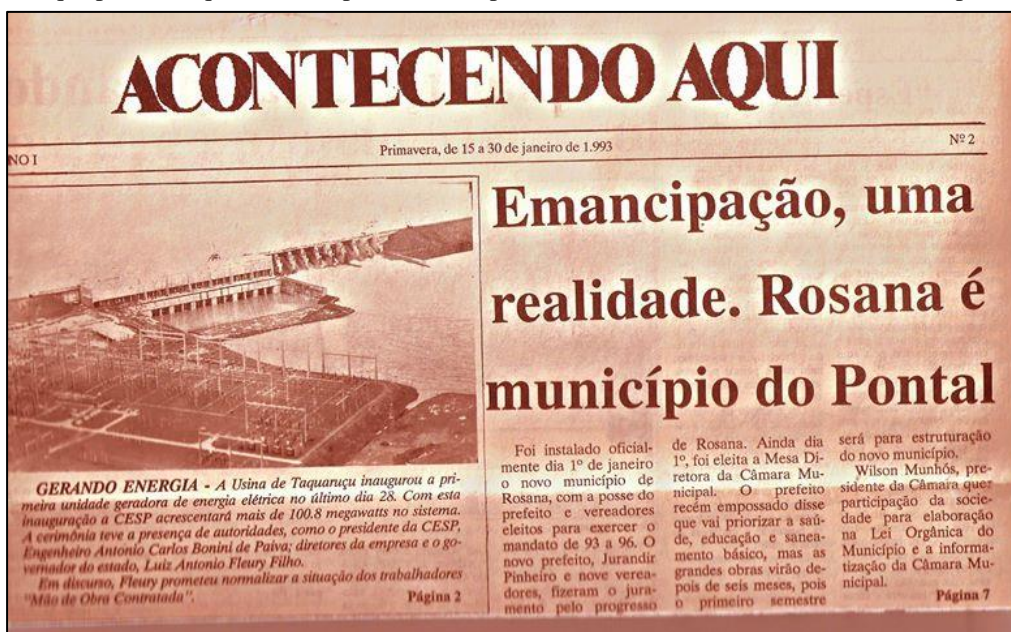 ACONTECENDO AQUI
NO I
Primavera, de 15 a 30 de janeiro de 1.993
Nº 2
Emancipação, uma
realidade. Rosana é
município do Pontal
GERANDO ENERGIA - A Usina de Taquaruçu inaugurou a pri-
meira unidade geradora de energia elétrica no último dia 28. Com esta
inauguração a CESP acrescentará mais de 100.8 megawatts no sistema.
A cerimônia teve a presença de autoridades, como o presidente da CESP,
Engenheiro Antonio Carlos Bonini de Paiva; diretores da empresa e o go-
vernador do estado, Luiz Antonio Fleury Filho.
Em discurso, Fleury prometeu normalizar a situação dos trabalhadores
"Mão de Obra Contratada".
Página 2
Foi instalado oficial-
mente dia 1º de janeiro
o novo município de
Rosana, com a posse do
prefeito e vereadores
eleitos para exercer o
mandato de 93 a 96. O
novo prefeito, Jurandir
Pinheiro e nove verea-
dores, fizeram o jura-
mento pelo progresso
de Rosana. Ainda dia
1º, foi eleita a Mesa Di-
retora da Câmara Mu-
nicipal. O prefeito
recém empossado disse
que vai priorizar a saú-
de, educação e sanea-
mento básico, mas as
grandes obras virão de-
pois de seis meses, pois
o primeiro semestre
será para estruturação
do novo município.
Wilson Munhós, pre-
sidente da Câmara quer
participação da socie-
dade para elaboração
na Lei Orgânica do
Município e a informa-
tização da Câmara Mu-
nicipal.
Página 7